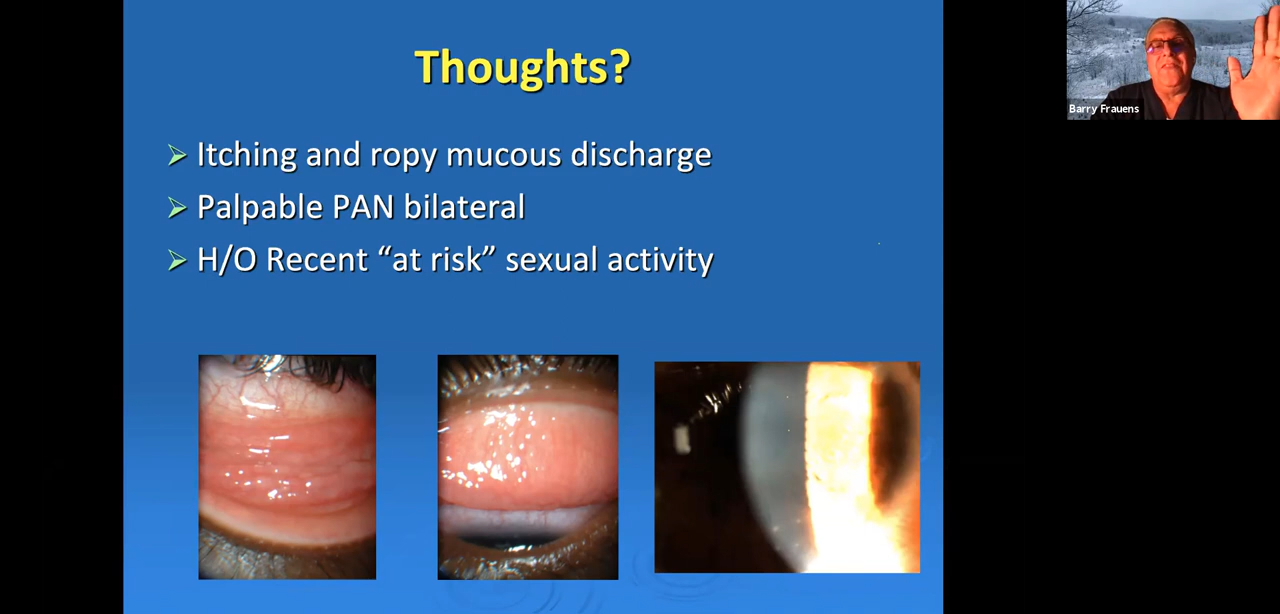 Thoughts?
Itching and ropy mucous discharge
Palpable PAN bilateral
H/O Recent “at risk” sexual activity
Barry Frauens